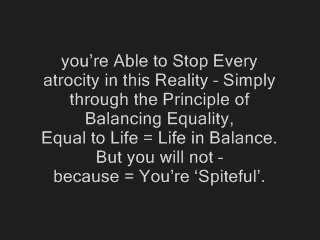 you're Able to Stop Every
atrocity in this Reality - Simply
through the Principle of
Balancing Equality,
Equal to Life = Life in Balance.
But you will not -
because = You're ‘Spiteful’.